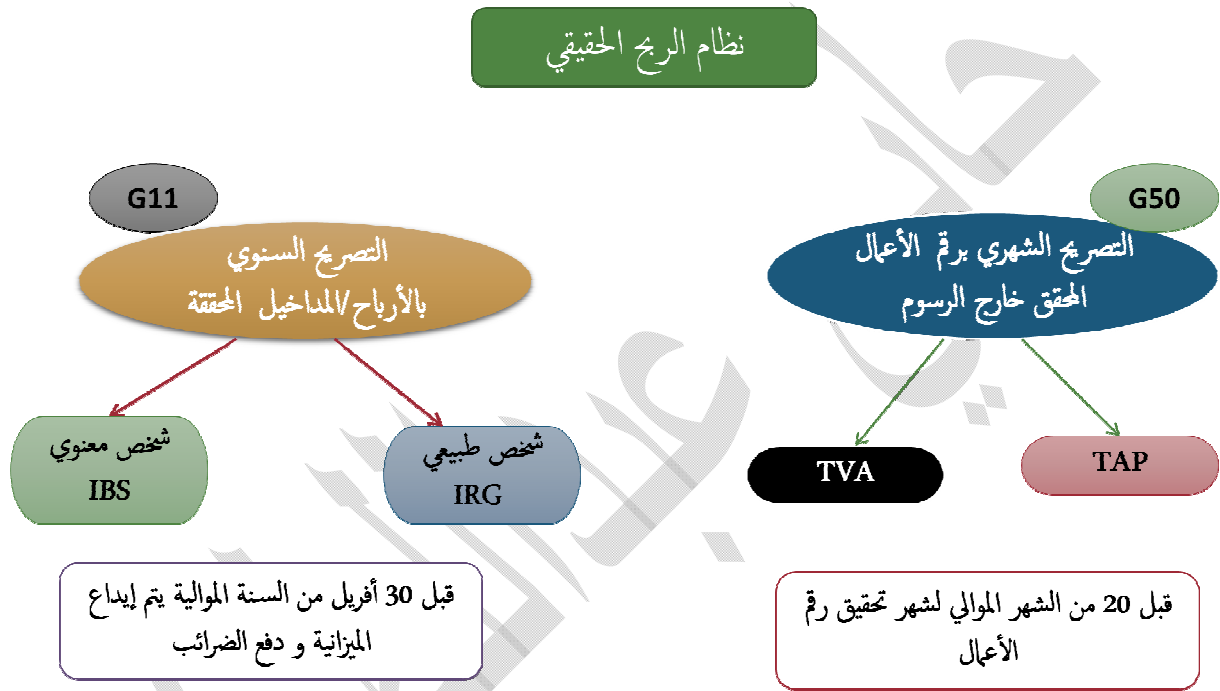 نظام الربح الحقيقي
G50
التصريح الشهري برقم الأعمال
المحقق خارج الرسوم
TAP
TVA
قبل 20 من الشهر الموالي لشهر تحقيق رقم
الأعمال
G11
التصريح السنوي
بالأرباح/المداخيل المحققة
شخص طبيعي
IRG
شخص معنوي
IBS
قبل 30 أفريل من السنة الموالية يتم إيداع
الميزانية و دفع الضرائب